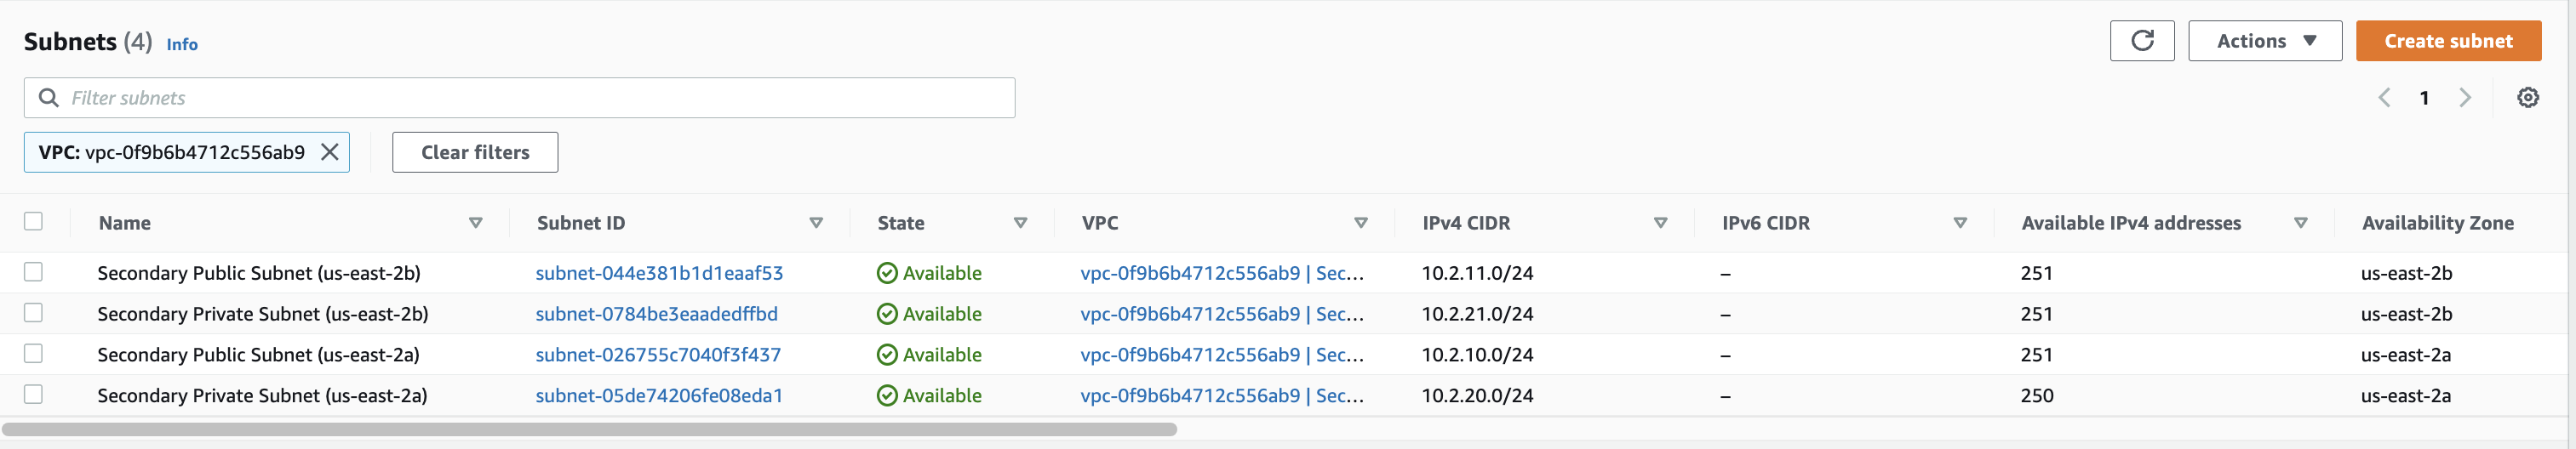 Subnets (4) Info
Actions Create subnet
Filter subnets
1
VPC: vpc-0f9b6b4712c556ab9
Clear filters
Name Subnet ID State VPC IPv4 CIDR IPv6 CIDR Available IPv4 addresses Availability Zone
Secondary Public Subnet (us-east-2b) subnet-044e381b1d1eaaf53 Available vpc-0f9b6b4712c556ab9 | Sec... 10.2.11.0/24 – 251 us-east-2b
Secondary Private Subnet (us-east-2b) subnet-0784be3eaadedffbd Available vpc-0f9b6b4712c556ab9 | Sec... 10.2.21.0/24 – 251 us-east-2b
Secondary Public Subnet (us-east-2a) subnet-026755c7040f3f437 Available vpc-0f9b6b4712c556ab9 | Sec... 10.2.10.0/24 – 251 us-east-2a
Secondary Private Subnet (us-east-2a) subnet-05de74206fe08eda1 Available vpc-0f9b6b4712c556ab9 | Sec... 10.2.20.0/24 – 250 us-east-2a